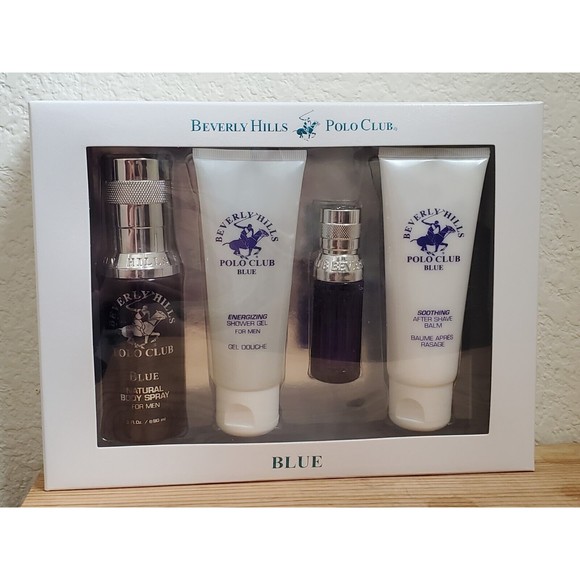 BEVERLY HILLS POLO CLUB
BEVERLY HILLS
POLO CLUB
BLUE
NATURAL
BODY SPRAY
FOR MEN
BEVERLY HILLS
POLO CLUB
BLUE
ENERGIZING
SHOWER GEL
FOR MEN
GEL DOUCHE
BEVERLY HILLS
POLO CLUB
BLUE
SOOTHING
AFTER SHAVE
BALM
BAUME APRÈS
RASAGE
BLUE